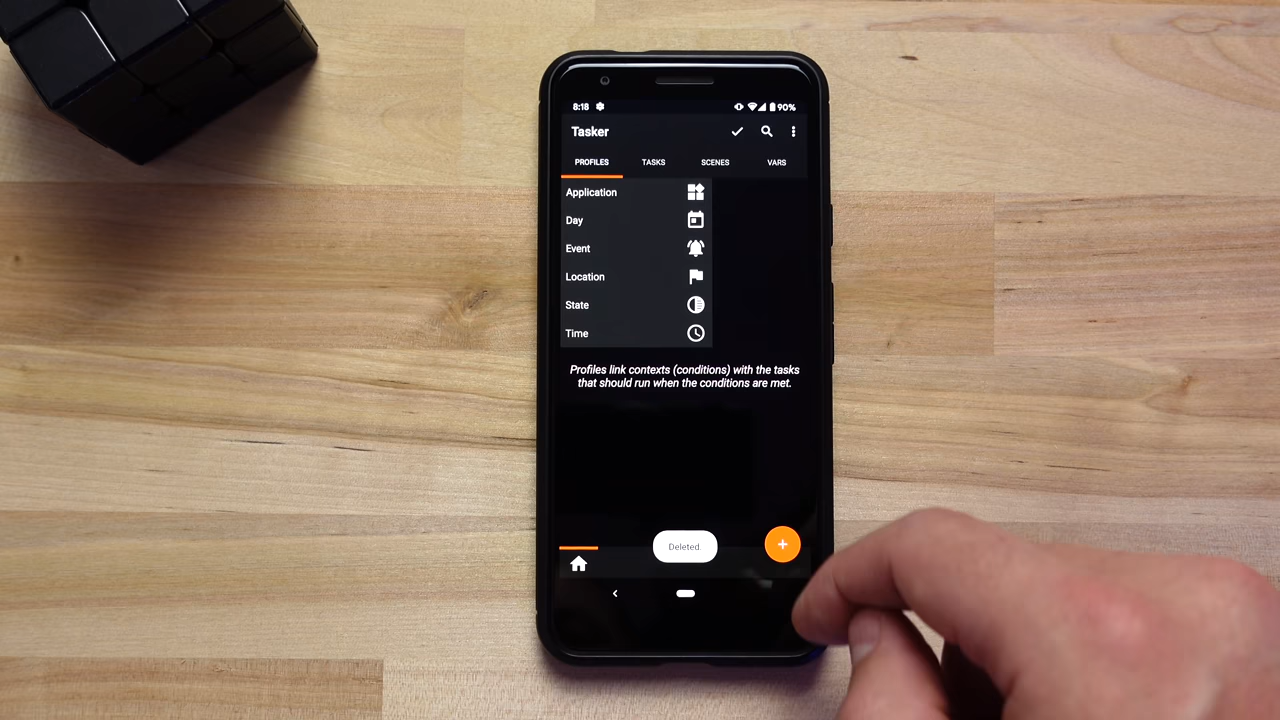 8:18
90%
Tasker
PROFILES TASKS SCENES VARS
Application
Day
Event
Location
State
Time
Profiles link contexts (conditions) with the tasks
that should run when the conditions are met.
Deleted.